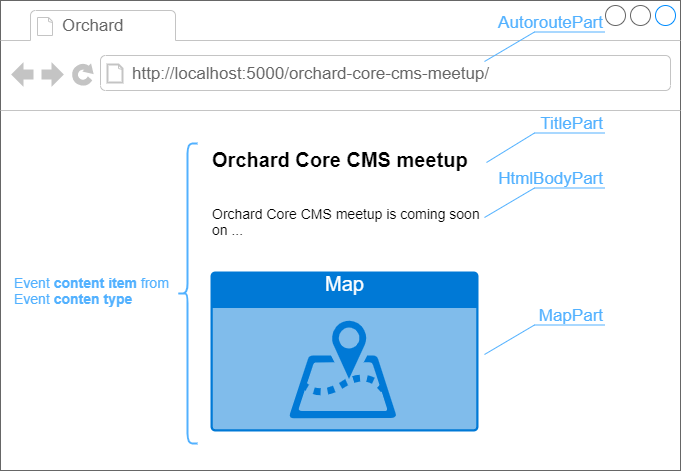 Orchard
AutoroutePart
http://localhost:5000/orchard-core-cms-meetup/
TitlePart
Orchard Core CMS meetup
HtmlBodyPart
Orchard Core CMS meetup is coming soon
on ...
Event content item from
Event conten type
Map
MapPart